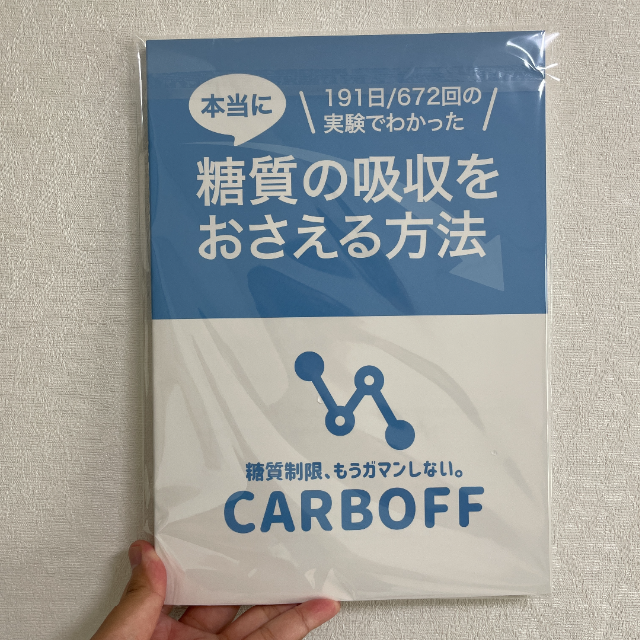 本当に
191日/672回の
実験でわかった
糖質の吸収を
おさえる方法
糖質制限、もうガマンしない。
CARBOFF